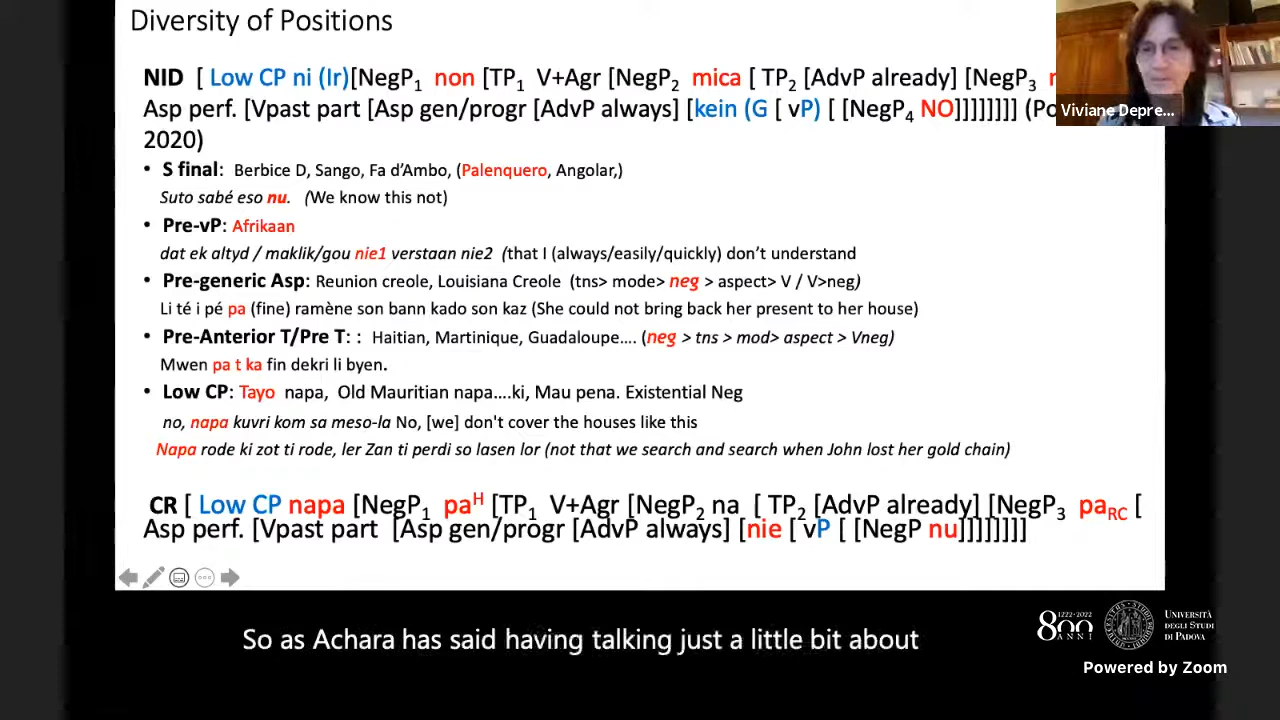 Diversity of Positions
NID [ Low CP ni (Ir)[NegP1 non [TP1 V+Agr [NegP2 mica [ TP2 [AdvP already] [NegP3
Asp perf. [Vpast part [Asp gen/progr [AdvP always] [kein (G [ vP) [ [NegP4 NO]]]]]]]]
2020)
• S final: Berbice D, Sango, Fa d’Ambo, (Palenquero, Angolar,)
Suto sabé eso nu. (We know this not)
• Pre-vP: Afrikaan
dat ek altyd / maklik/gou nie1 verstaan nie2 (that I (always/easily/quickly) don’t understand
• Pre-generic Asp: Reunion creole, Louisiana Creole (tns> mode> neg > aspect> V / V>neg)
Li té i pé pa (fine) ramène son bann kado son kaz (She could not bring back her present to her house)
• Pre-Anterior T/Pre T: : Haitian, Martinique, Guadaloupe…. (neg > tns > mod> aspect > Vneg)
Mwen pa t ka fin dekri li byen.
• Low CP: Tayo napa, Old Mauritian napa….ki, Mau pena. Existential Neg
no, napa kuvri kom sa meso-la No, [we] don't cover the houses like this
Napa rode ki zot ti rode, ler Zan ti perdi so lasen lor (not that we search and search when John lost her gold chain)
CR [ Low CP napa [NegP1 paH [TP1 V+Agr [NegP2 na [ TP2 [AdvP already] [NegP3 paRC [
Asp perf. [Vpast part [Asp gen/progr [AdvP always] [nie [ vP [ [NegP nu]]]]]]]]
Viviane Depre...
So as Achara has said having talking just a little bit about
1222·2022
800
ANNI
UNIVERSITÀ
DEGLI STUDI
DI PADOVA
Powered by Zoom